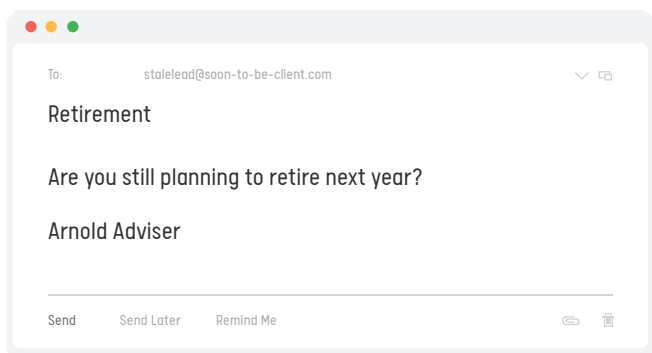 To: stalelead@soon-to-be-client.com
Retirement
Are you still planning to retire next year?
Arnold Adviser
Send Send Later Remind Me